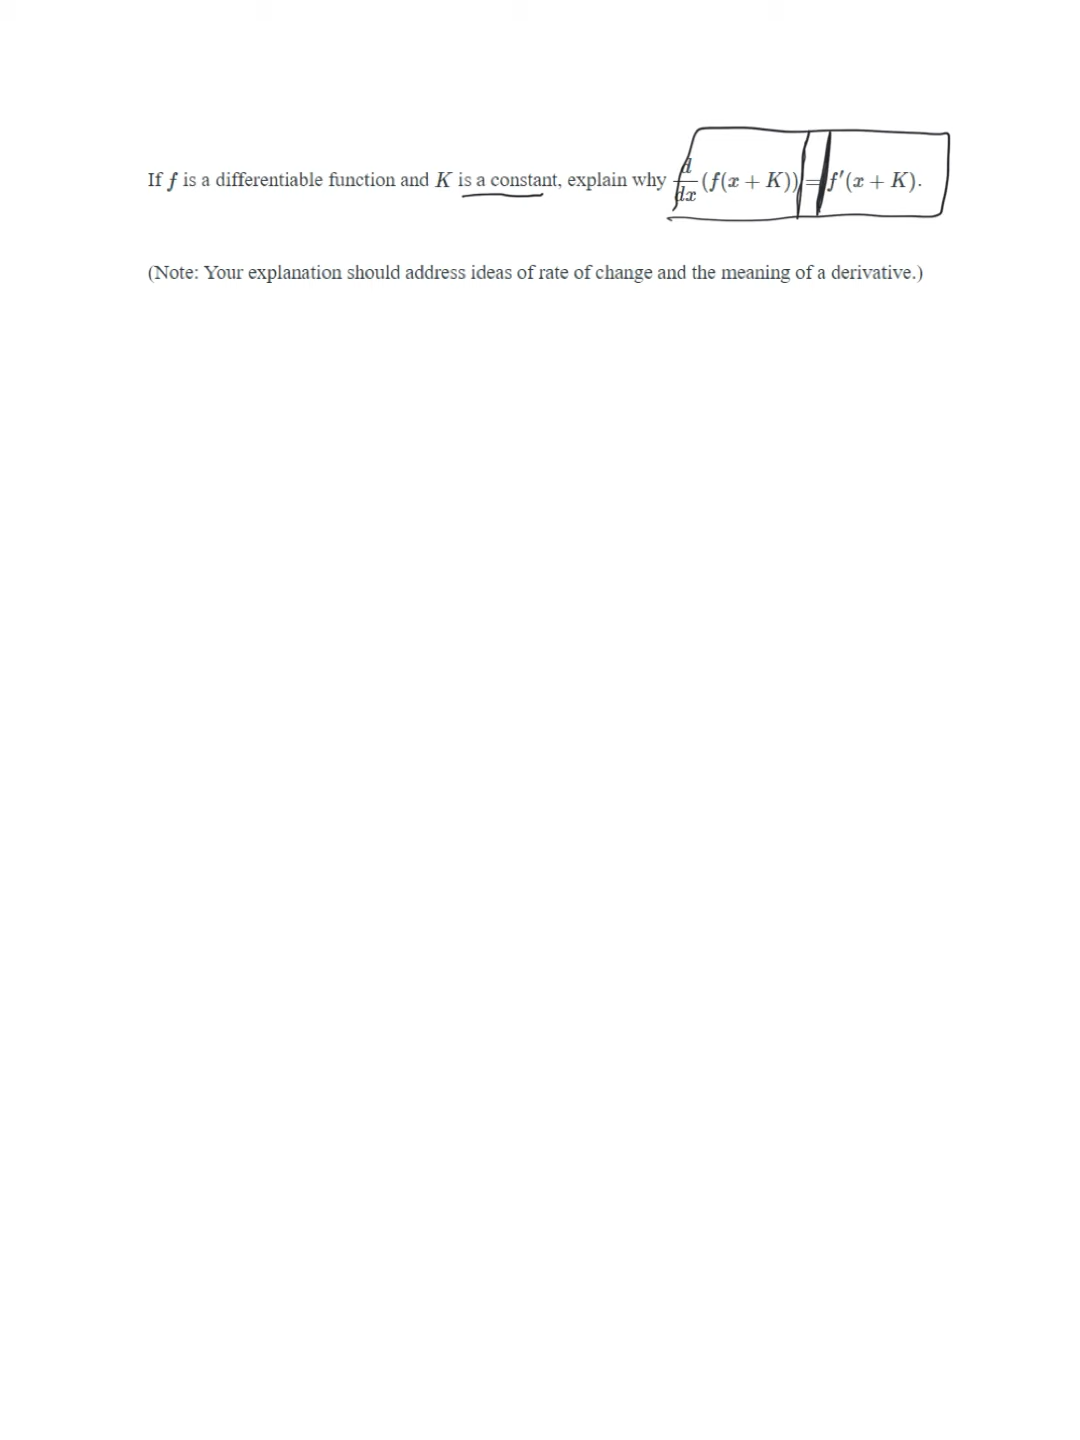 If f is a differentiable function and K is a constant, explain why d/dx (f(x + K)) = f′(x + K).
(Note: Your explanation should address ideas of rate of change and the meaning of a derivative.)